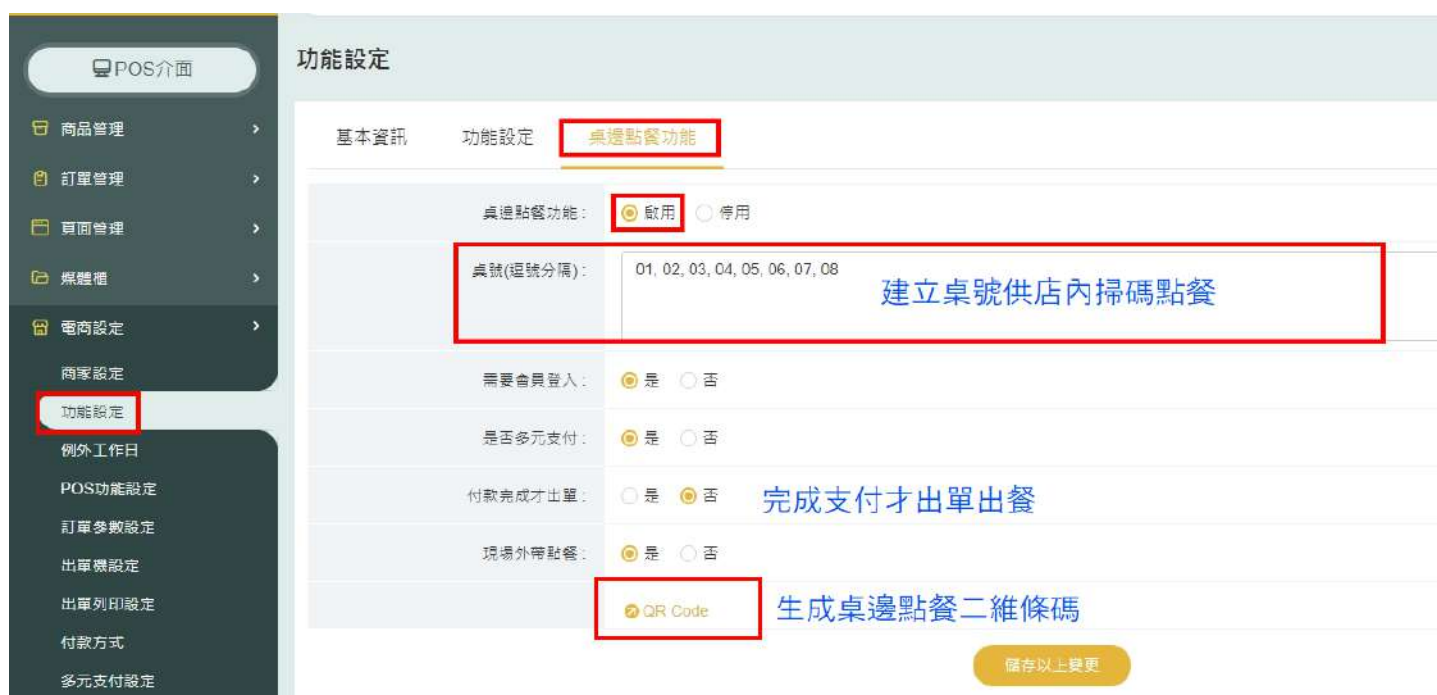 POS介面
商品管理
訂單管理
頁面管理
媒體櫃
電商設定
商家設定
功能設定
例外工作日
POS功能設定
訂單參數設定
出單機設定
出單列印設定
付款方式
多元支付設定
功能設定
基本資訊 功能設定 桌邊點餐功能
桌邊點餐功能: 啟用 停用
桌號(逗號分隔): 01, 02, 03, 04, 05, 06, 07, 08
建立桌號供店內掃碼點餐
需要會員登入: 是 否
是否多元支付: 是 否
付款完成才出單: 是 否 完成支付才出單出餐
現場外帶點餐: 是 否
QR Code 生成桌邊點餐二維條碼
儲存以上變更